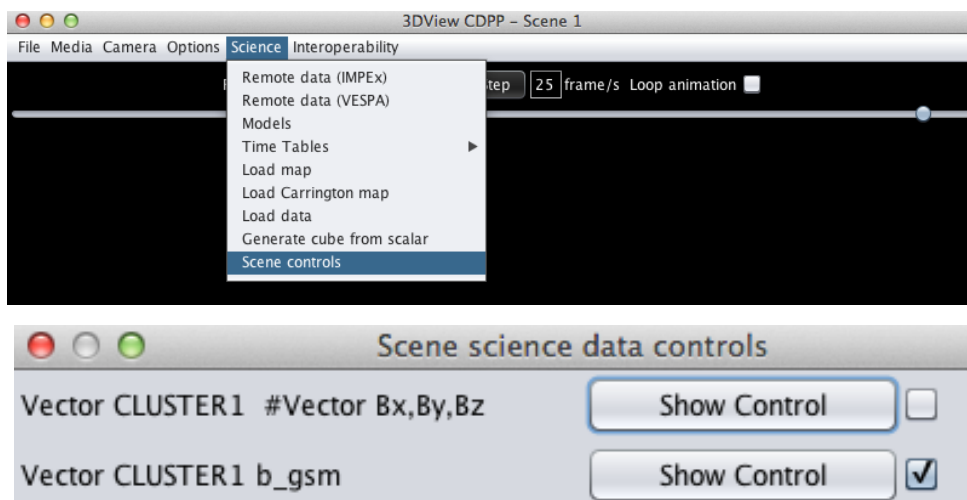 3DView CDPP – Scene 1
File Media Camera Options Science Interoperability
25 frame/s Loop animation
Remote data (IMPEx)
Remote data (VESPA)
Models
Time Tables
Load map
Load Carrington map
Load data
Generate cube from scalar
Scene controls
Scene science data controls
Vector CLUSTER1 #Vector Bx,By,Bz Show Control
Vector CLUSTER1 b_gsm Show Control